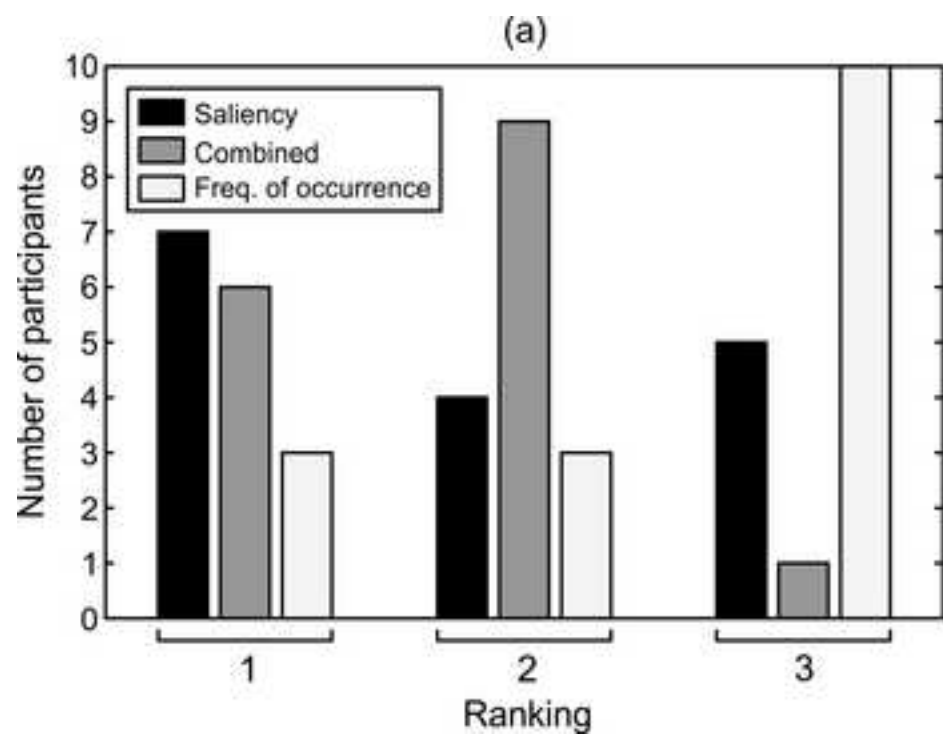 (a)
10
9
8
7
6
5
4
3
2
1
0
Number of participants
Saliency
Combined
Freq. of occurrence
1 2 3
Ranking